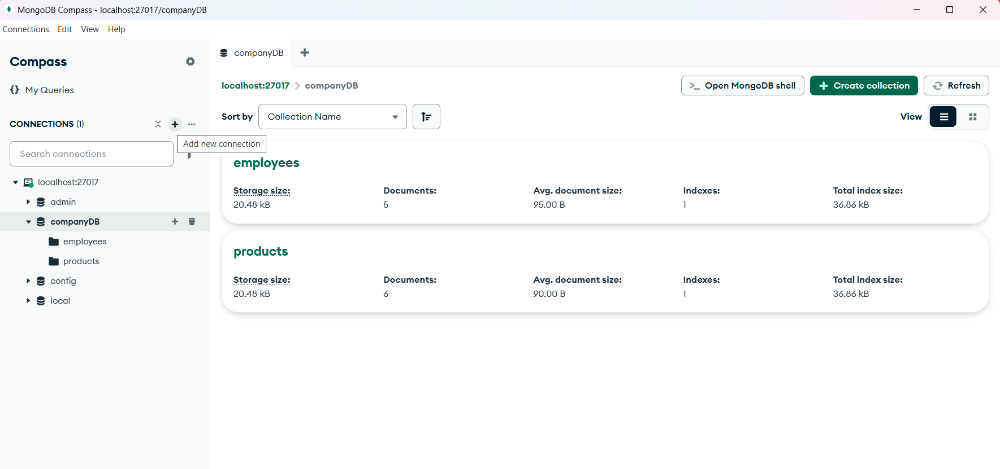 MongoDB Compass - localhost:27017/companyDB
Connections Edit View Help
Compass
{} My Queries
CONNECTIONS (1)
Add new connection
Search connections
localhost:27017
admin
companyDB
employees
products
config
local
companyDB
localhost:27017 companyDB
>_ Open MongoDB shell
Create collection
Refresh
Sort by Collection Name
View
employees
Storage size: Documents: Avg. document size: Indexes: Total index size:
20.48 kB 5 95.00 B 1 36.86 kB
products
Storage size: Documents: Avg. document size: Indexes: Total index size:
20.48 kB 6 90.00 B 1 36.86 kB